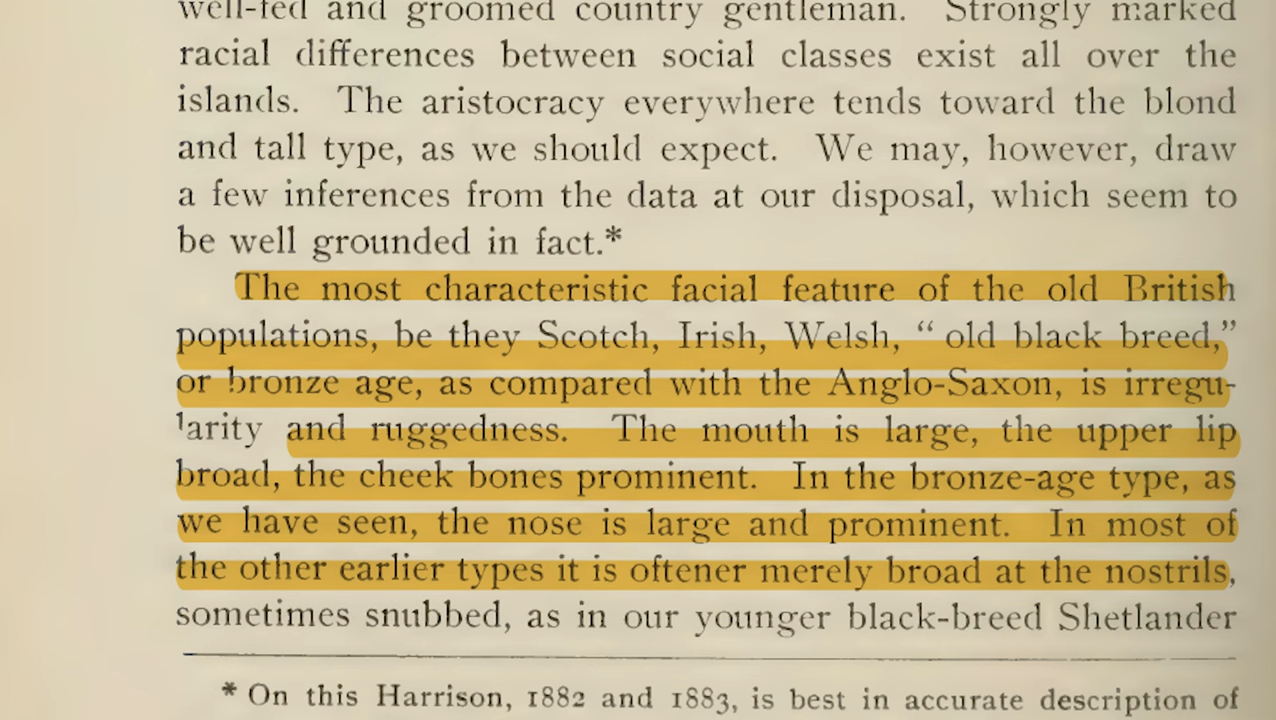 well-fed and groomed country gentleman. Strongly marked
racial differences between social classes exist all over the
islands. The aristocracy everywhere tends toward the blond
and tall type, as we should expect. We may, however, draw
a few inferences from the data at our disposal, which seem to
be well grounded in fact.*
The most characteristic facial feature of the old British
populations, be they Scotch, Irish, Welsh, “ old black breed,”
or bronze age, as compared with the Anglo-Saxon, is irregu-
larity and ruggedness. The mouth is large, the upper lip
broad, the cheek bones prominent. In the bronze-age type, as
we have seen, the nose is large and prominent. In most of
the other earlier types it is oftener merely broad at the nostrils,
sometimes snubbed, as in our younger black-breed Shetlander
* On this Harrison, 1882 and 1883, is best in accurate description of